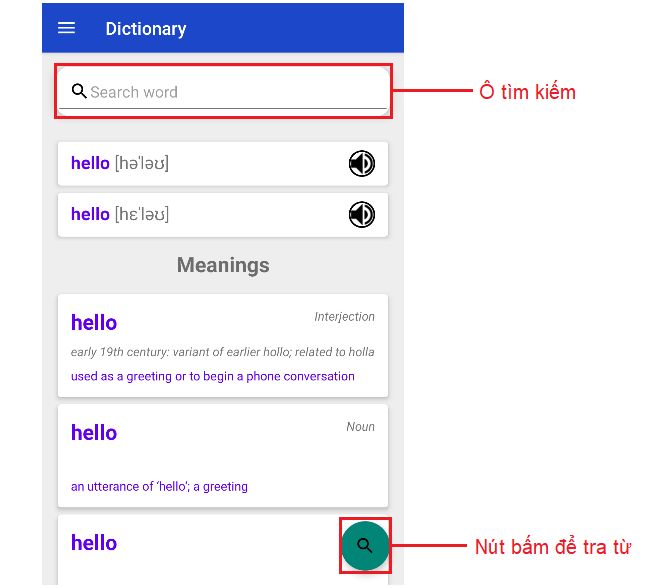 Dictionary
Search word
Ô tìm kiếm
hello [həˈləʊ]
hello [hɛˈləʊ]
Meanings
hello
Interjection
early 19th century: variant of earlier hollo; related to holla
used as a greeting or to begin a phone conversation
hello
Noun
an utterance of ‘hello’; a greeting
hello
Nút bấm để tra từ